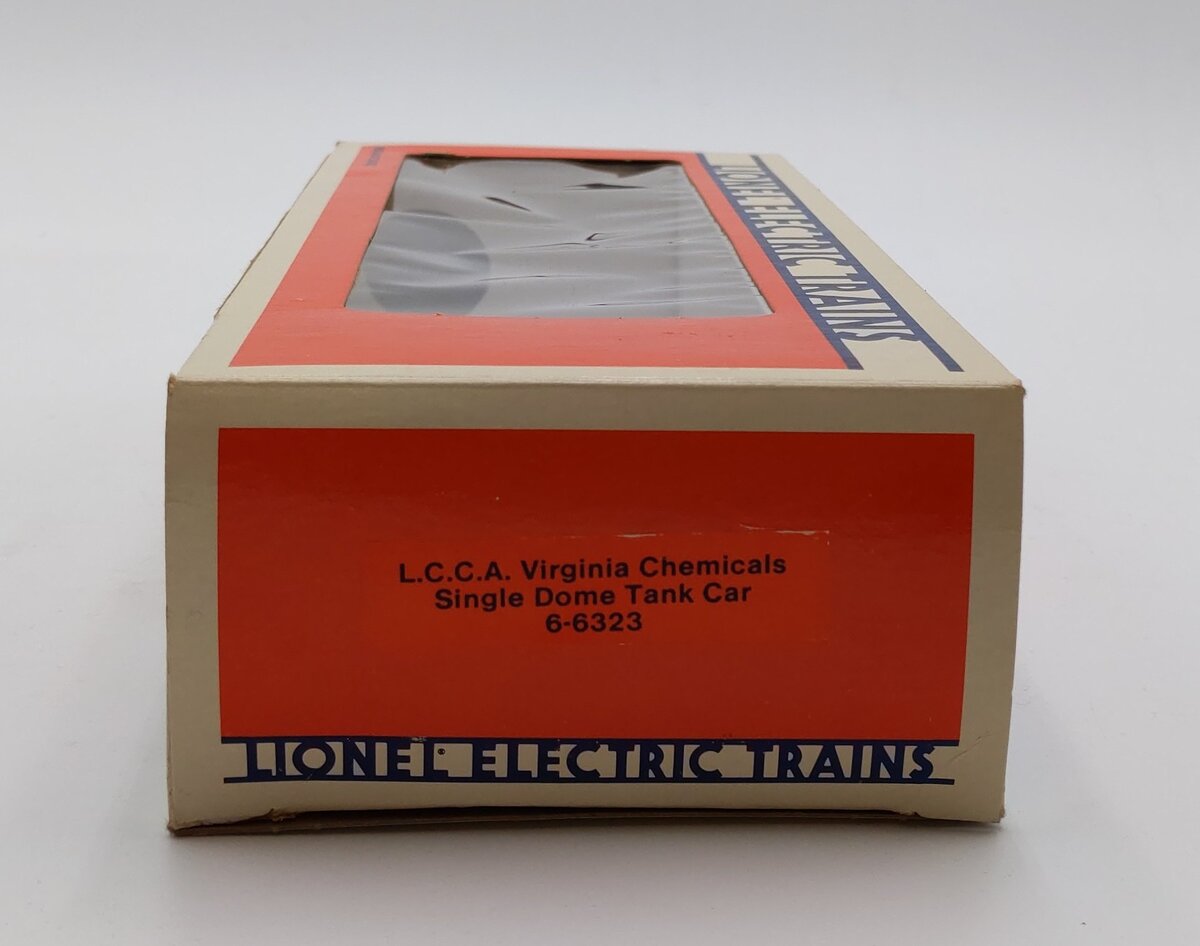 LIONEL ELECTRIC TRAINS
L.C.C.A. Virginia Chemicals
Single Dome Tank Car
6-6323
LIONEL® ELECTRIC TRAINS